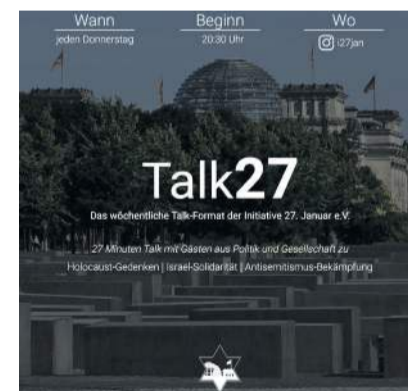 Wann
jeden Donnerstag
Beginn
20:30 Uhr
Wo
i27jan
Talk27
Das wöchentliche Talk-Format der Initiative 27. Januar e.V.
27 Minuten Talk mit Gästen aus Politik und Gesellschaft zu
Holocaust-Gedenken | Israel-Solidarität | Antisemitismus-Bekämpfung